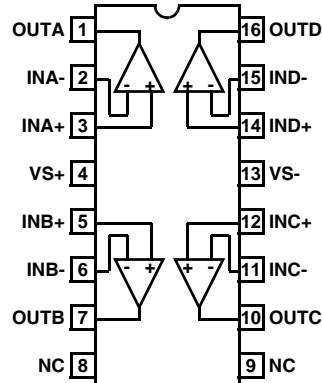 OUTA 1 16 OUTD
INA- 2 - + + - 15 IND-
INA+ 3 14 IND+
VS+ 4 13 VS-
INB+ 5 12 INC+
INB- 6 - + + - 11 INC-
OUTB 7 10 OUTC
NC 8 9 NC